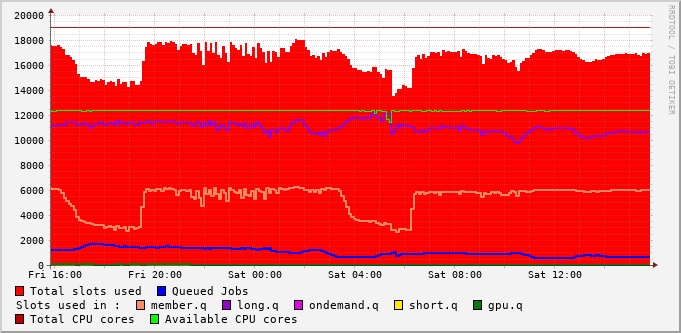 20000
18000
16000
14000
12000
10000
8000
6000
4000
2000
0
Fri 16:00 Fri 20:00 Sat 00:00 Sat 04:00 Sat 08:00 Sat 12:00
Total slots used Queued Jobs
Slots used in : member.q long.q ondemand.q short.q gpu.q
Total CPU cores Available CPU cores
RRDTOOL / TOBI OETIKER